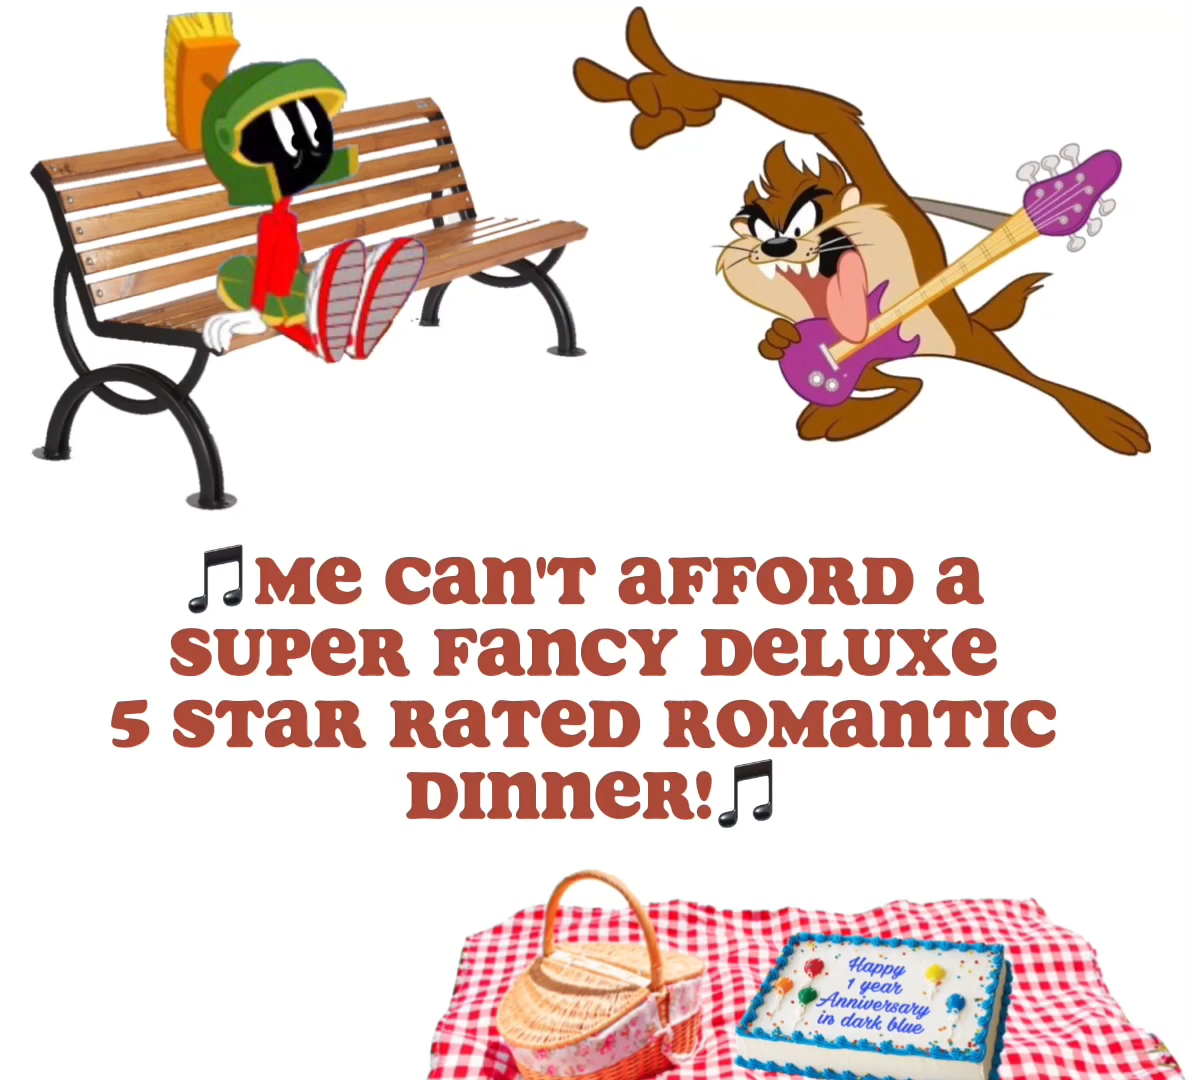 🎵Me can't afford a
super fancy deluxe
5 star rated romantic
dinner!🎵
Happy
1 year
Anniversary
in dark blue